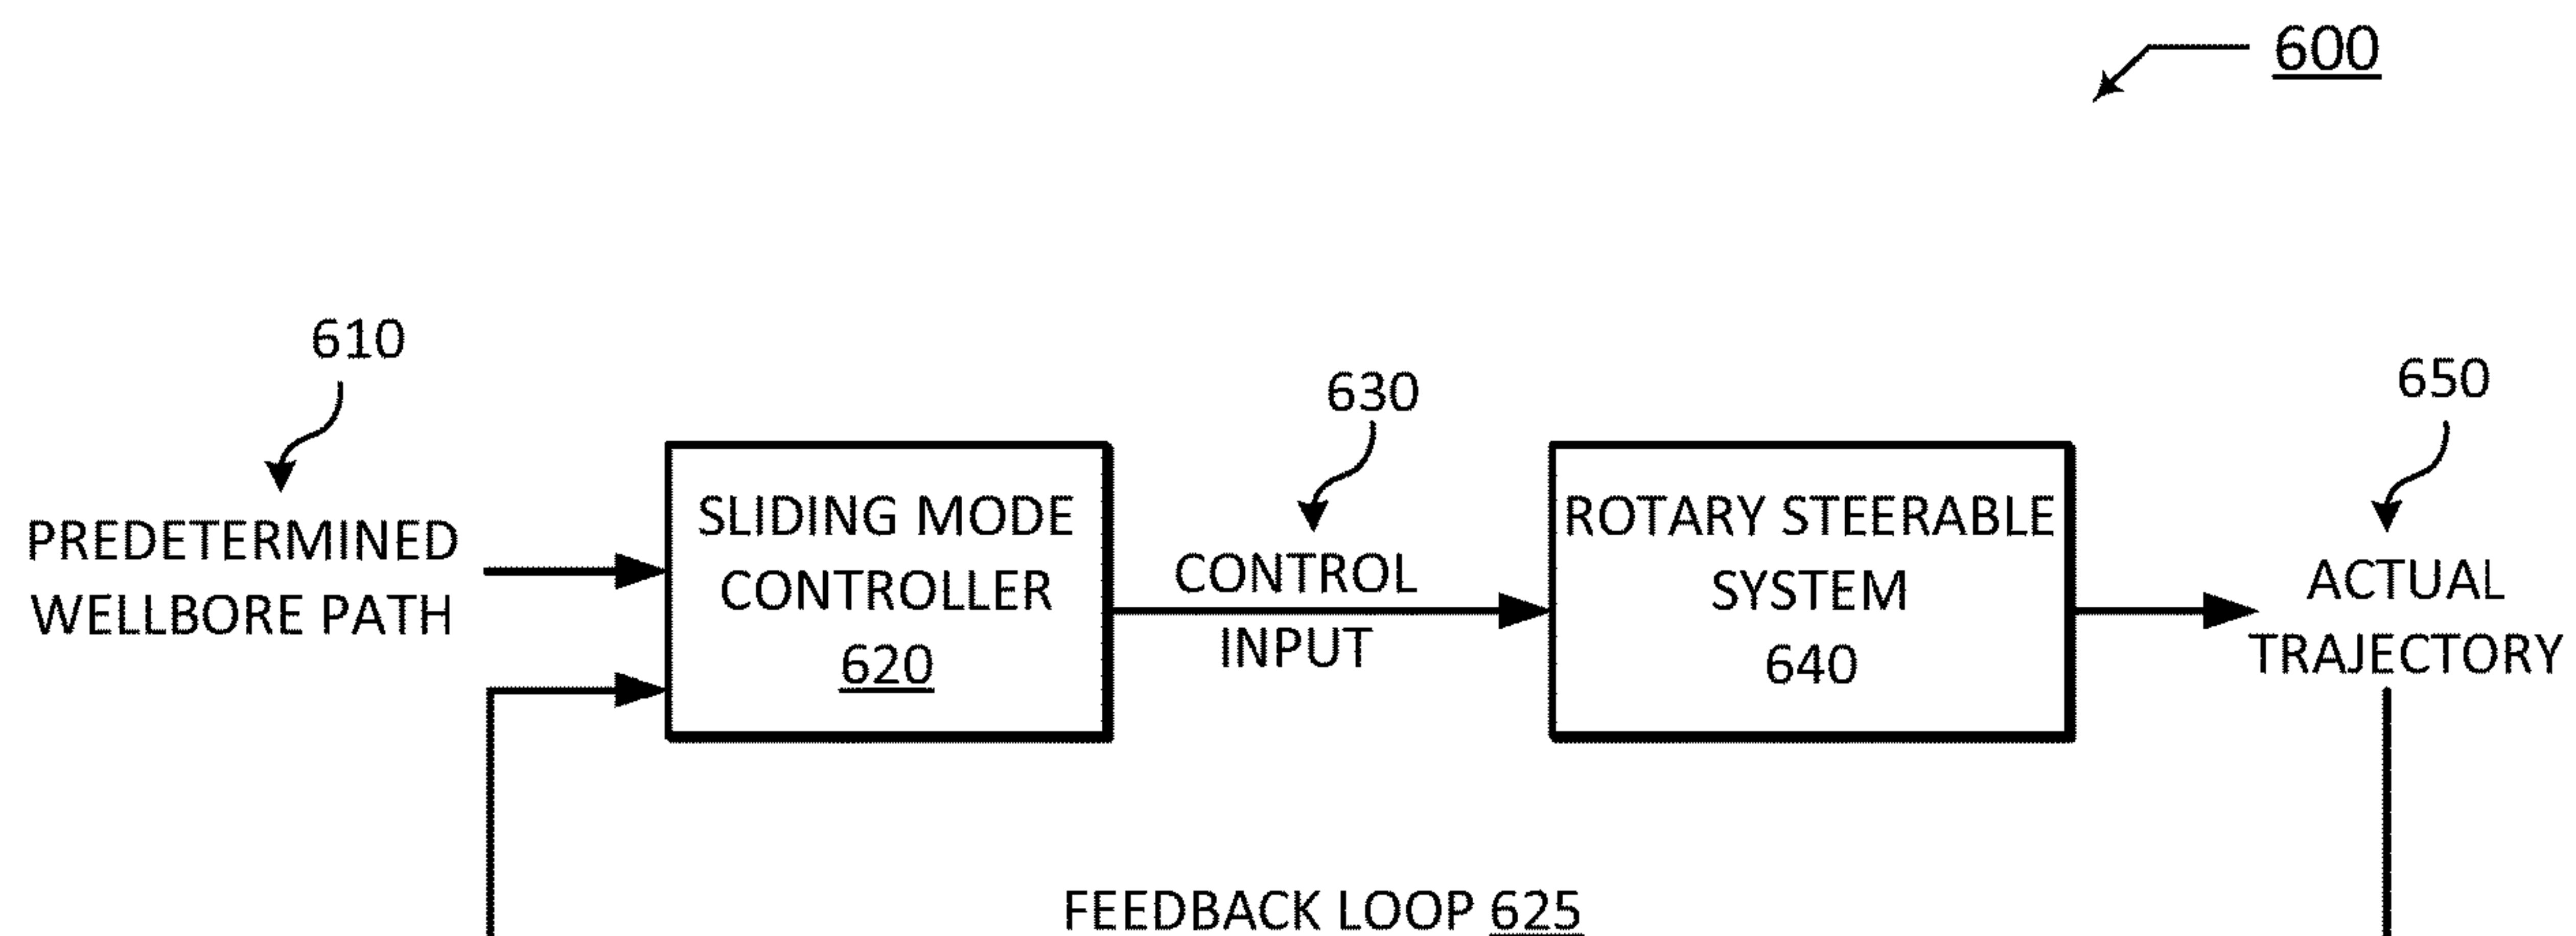 600
610
630
650
PREDETERMINED
WELLBORE PATH
SLIDING MODE
CONTROLLER
620
CONTROL
INPUT
ROTARY STEERABLE
SYSTEM
640
ACTUAL
TRAJECTORY
FEEDBACK LOOP 625